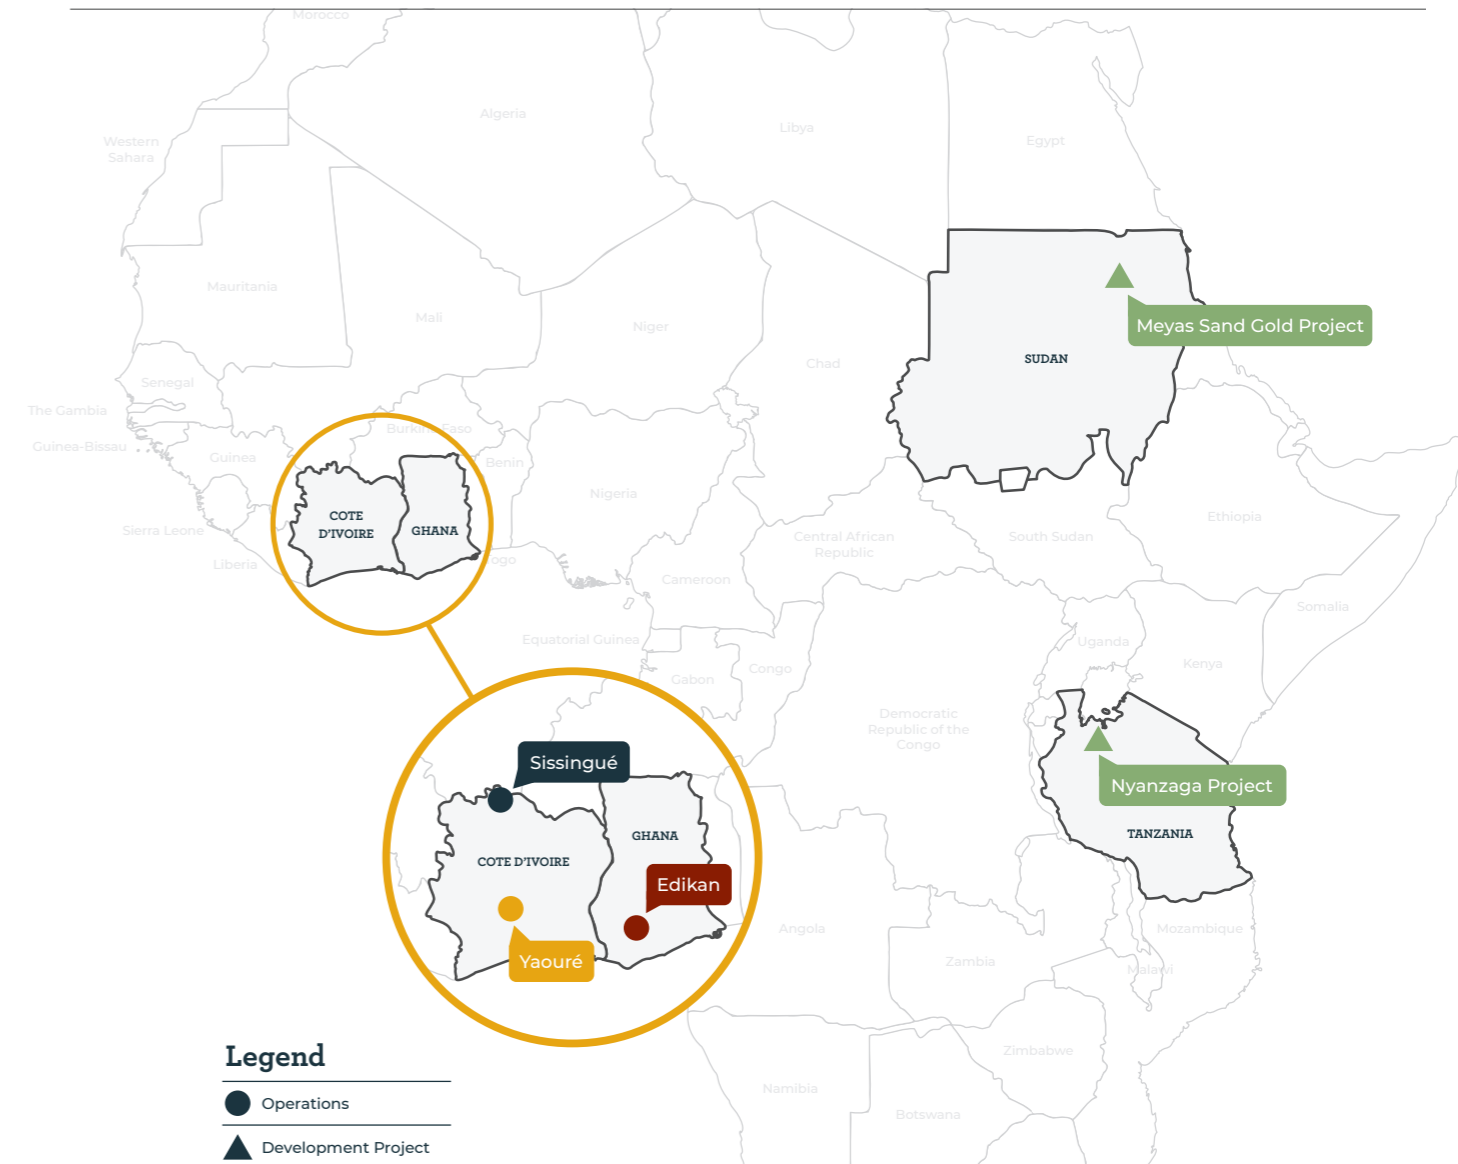 Morocco
Algeria
Libya
Egypt
Western
Sahara
Mauritania
Mali
Niger
Chad
SUDAN
Meyas Sand Gold Project
Senegal
The Gambia
Guinea-Bissau
Guinea
Burkina Faso
Benin
Nigeria
Sierra Leone
Liberia
COTE
D'IVOIRE
GHANA
ogo
Central African
Republic
South Sudan
Ethiopia
Cameroon
Equatorial Guinea
Gabon
Congo
Somalia
Uganda
Kenya
Democratic
Republic of the
Congo
Nyanzaga Project
TANZANIA
Sissingué
GHANA
COTE D'IVOIRE
Edikan
Yaouré
Angola
Zambia
Mozambique
Malawi
Zimbabwe
Namibia
Botswana
Legend
Operations
Development Project